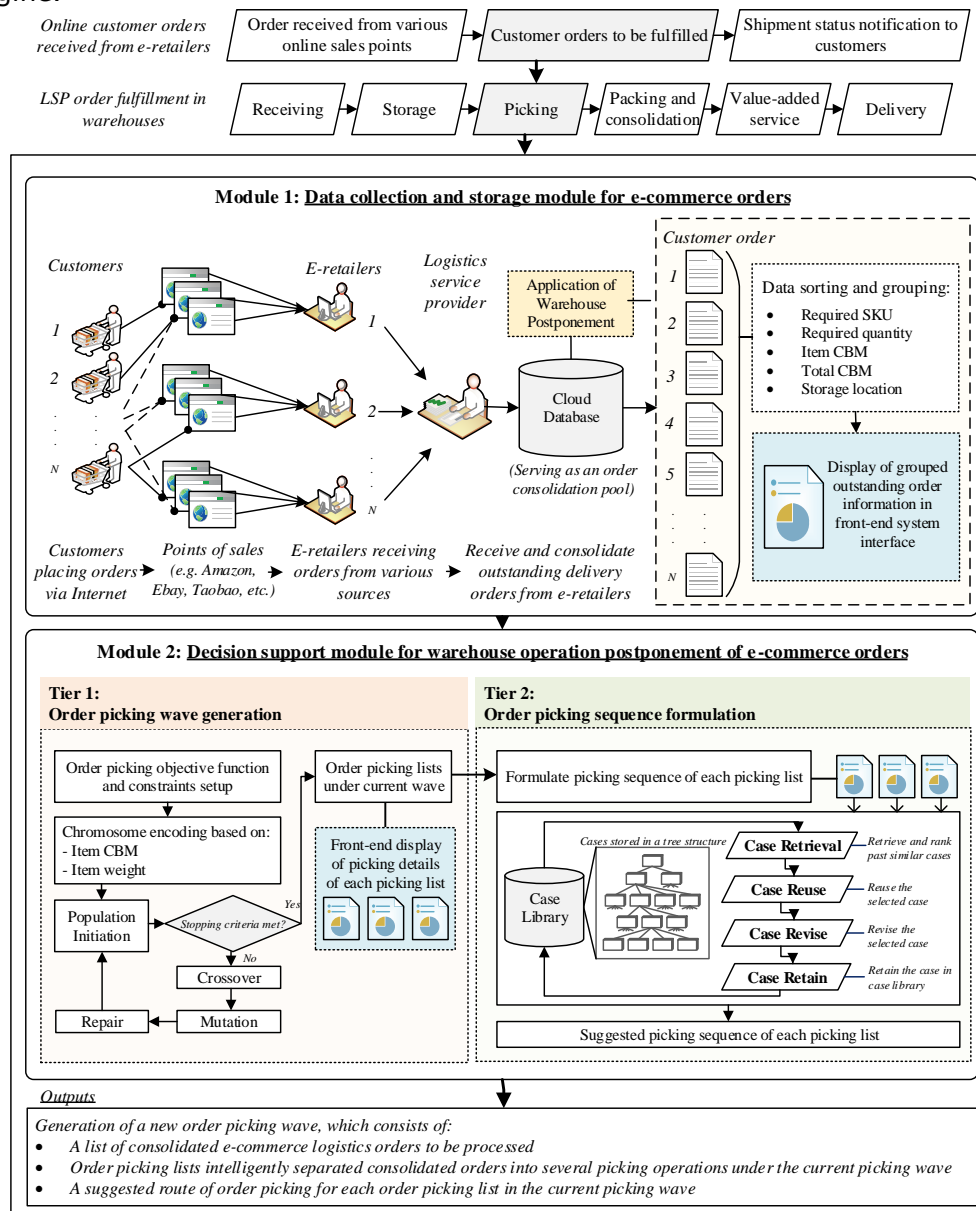 gine.
Online customer orders
received from e-retailers
Order received from various
online sales points
Customer orders to be fulfilled
Shipment status notification to
customers
LSP order fulfillment in
warehouses
Receiving
Storage
Picking
Packing and
consolidation
Value-added
service
Delivery
Module 1: Data collection and storage module for e-commerce orders
Customers
E-retailers
Logistics
service
provider
Application of
Warehouse
Postponement
Customer order
1
2
N
1
2
N
Cloud
Database
(Serving as an order
consolidation pool)
1
2
3
4
5
N
Data sorting and grouping:
• Required SKU
• Required quantity
• Item CBM
• Total CBM
• Storage location
Display of grouped
outstanding order
information in
front-end system
interface
Customers
placing orders
via Internet
Points of sales
(e.g. Amazon,
Ebay, Taobao, etc.)
E-retailers receiving
orders from various
sources
Receive and consolidate
outstanding delivery
orders from e-retailers
Module 2: Decision support module for warehouse operation postponement of e-commerce orders
Tier 1:
Order picking wave generation
Order picking objective function
and constraints setup
Chromosome encoding based on:
- Item CBM
- Item weight
Population
Initiation
Stopping criteria met?
Yes
No
Crossover
Mutation
Repair
Order picking lists
under current wave
Front-end display
of picking details
of each picking list
Tier 2:
Order picking sequence formulation
Formulate picking sequence of each picking list
Cases stored in a tree structure
Case
Library
Case Retrieval
Retrieve and rank
past similar cases
Case Reuse
Reuse the
selected case
Case Revise
Revise the
selected case
Case Retain
Retain the case in
case library
Suggested picking sequence of each picking list
Outputs
Generation of a new order picking wave, which consists of:
• A list of consolidated e-commerce logistics orders to be processed
• Order picking lists intelligently separated consolidated orders into several picking operations under the current picking wave
• A suggested route of order picking for each order picking list in the current picking wave